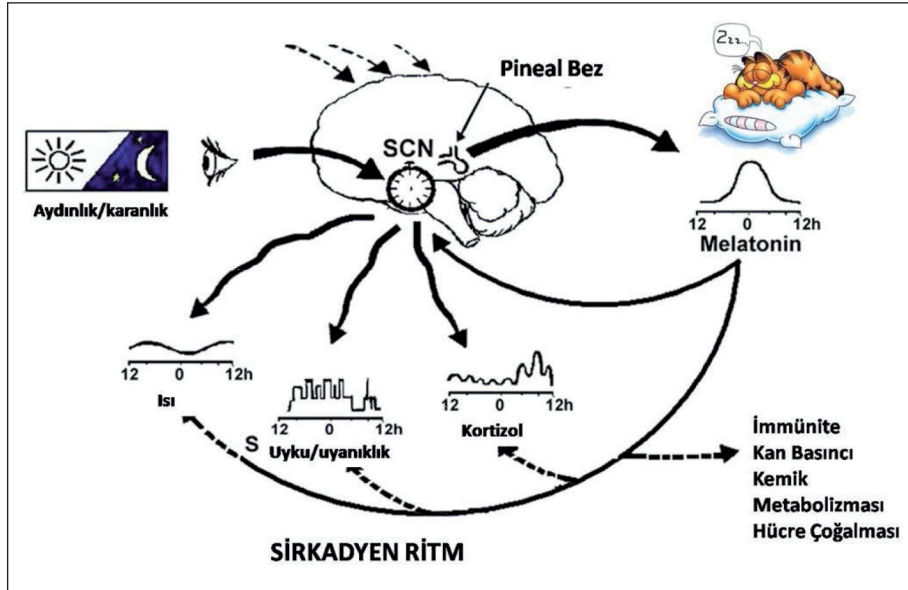 Zzz...
Pineal Bez
SCN
Aydınlık/karanlık
12 0 12h
Melatonin
12 0 12h
Isı
12 0 12h
Uyku/uyanıklık
12 0 12h
Kortizol
S
İmmünite
Kan Basıncı
Kemik
Metabolizması
Hücre Çoğalması
SİRKADYEN RİTM